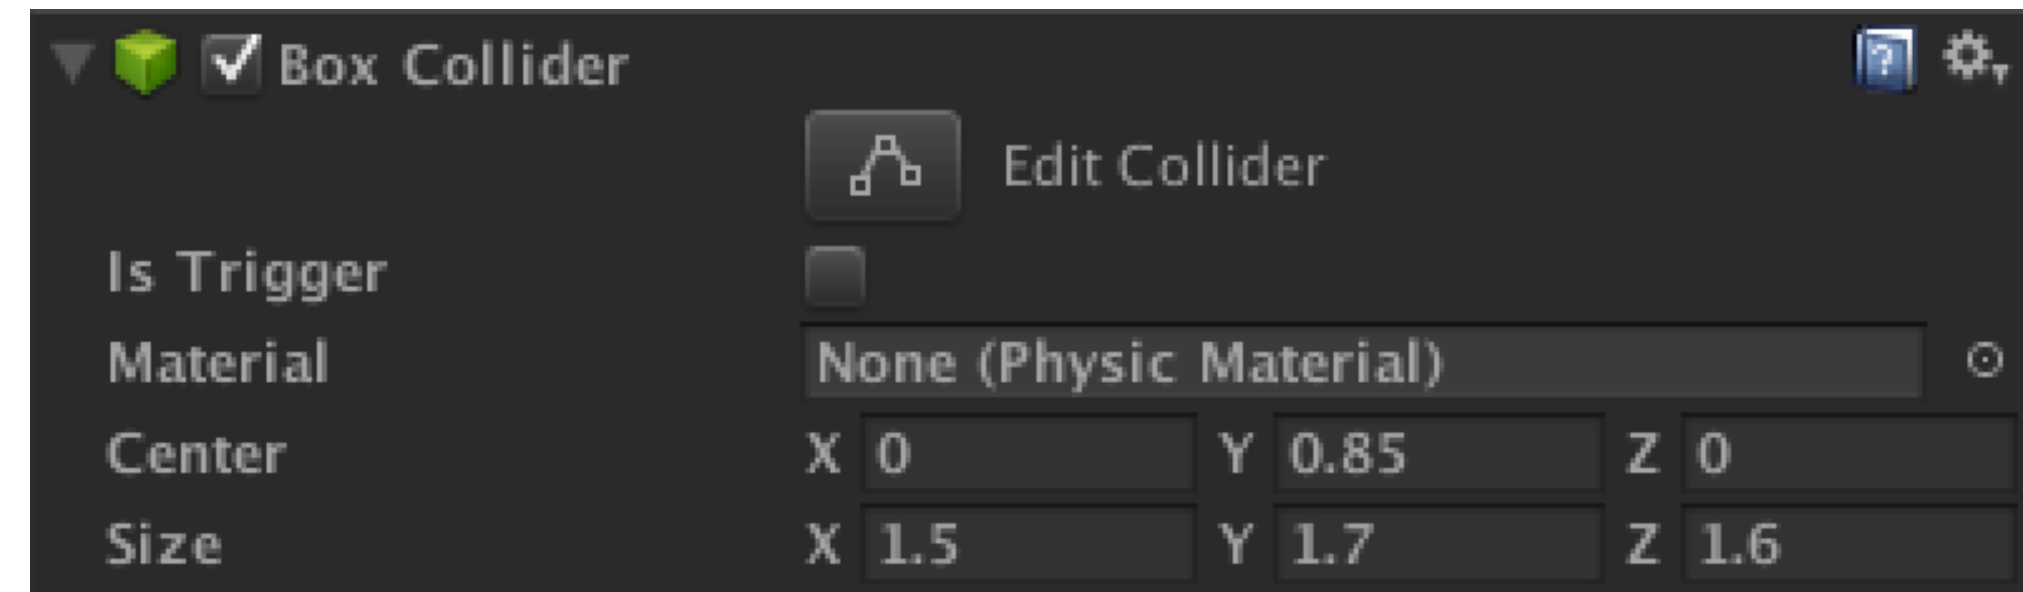 Box Collider ?
Edit Collider
Is Trigger
Material None (Physic Material)
Center X 0 Y 0.85 Z 0
Size X 1.5 Y 1.7 Z 1.6